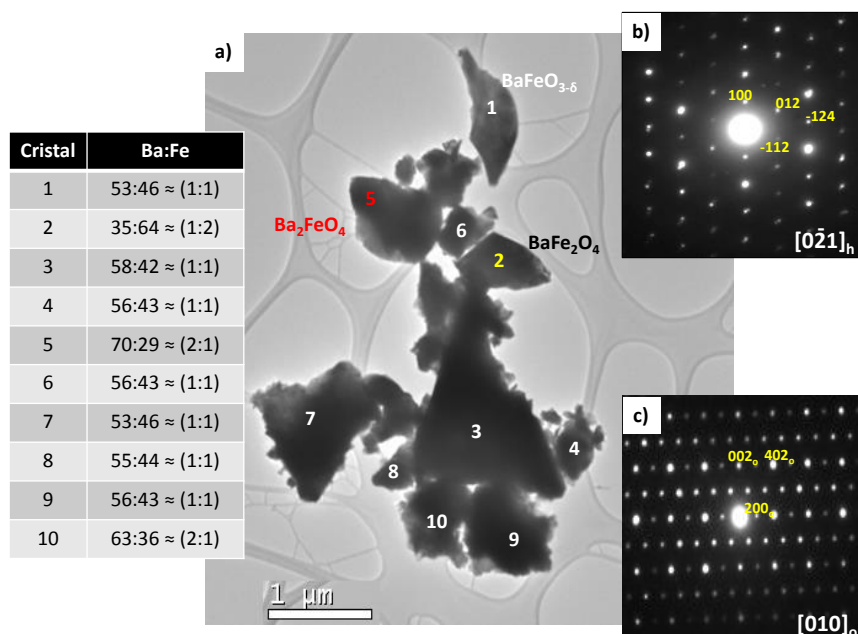 a)
BaFeO3-δ
1
5
Ba2FeO4
6
BaFe2O4
2
7
3
4
8
10
9
1 µm
Cristal Ba:Fe
1 53:46 ≈ (1:1)
2 35:64 ≈ (1:2)
3 58:42 ≈ (1:1)
4 56:43 ≈ (1:1)
5 70:29 ≈ (2:1)
6 56:43 ≈ (1:1)
7 53:46 ≈ (1:1)
8 55:44 ≈ (1:1)
9 56:43 ≈ (1:1)
10 63:36 ≈ (2:1)
b)
100
012
-124
-112
[02̄1]h
c)
002o 402o
200o
[010]o